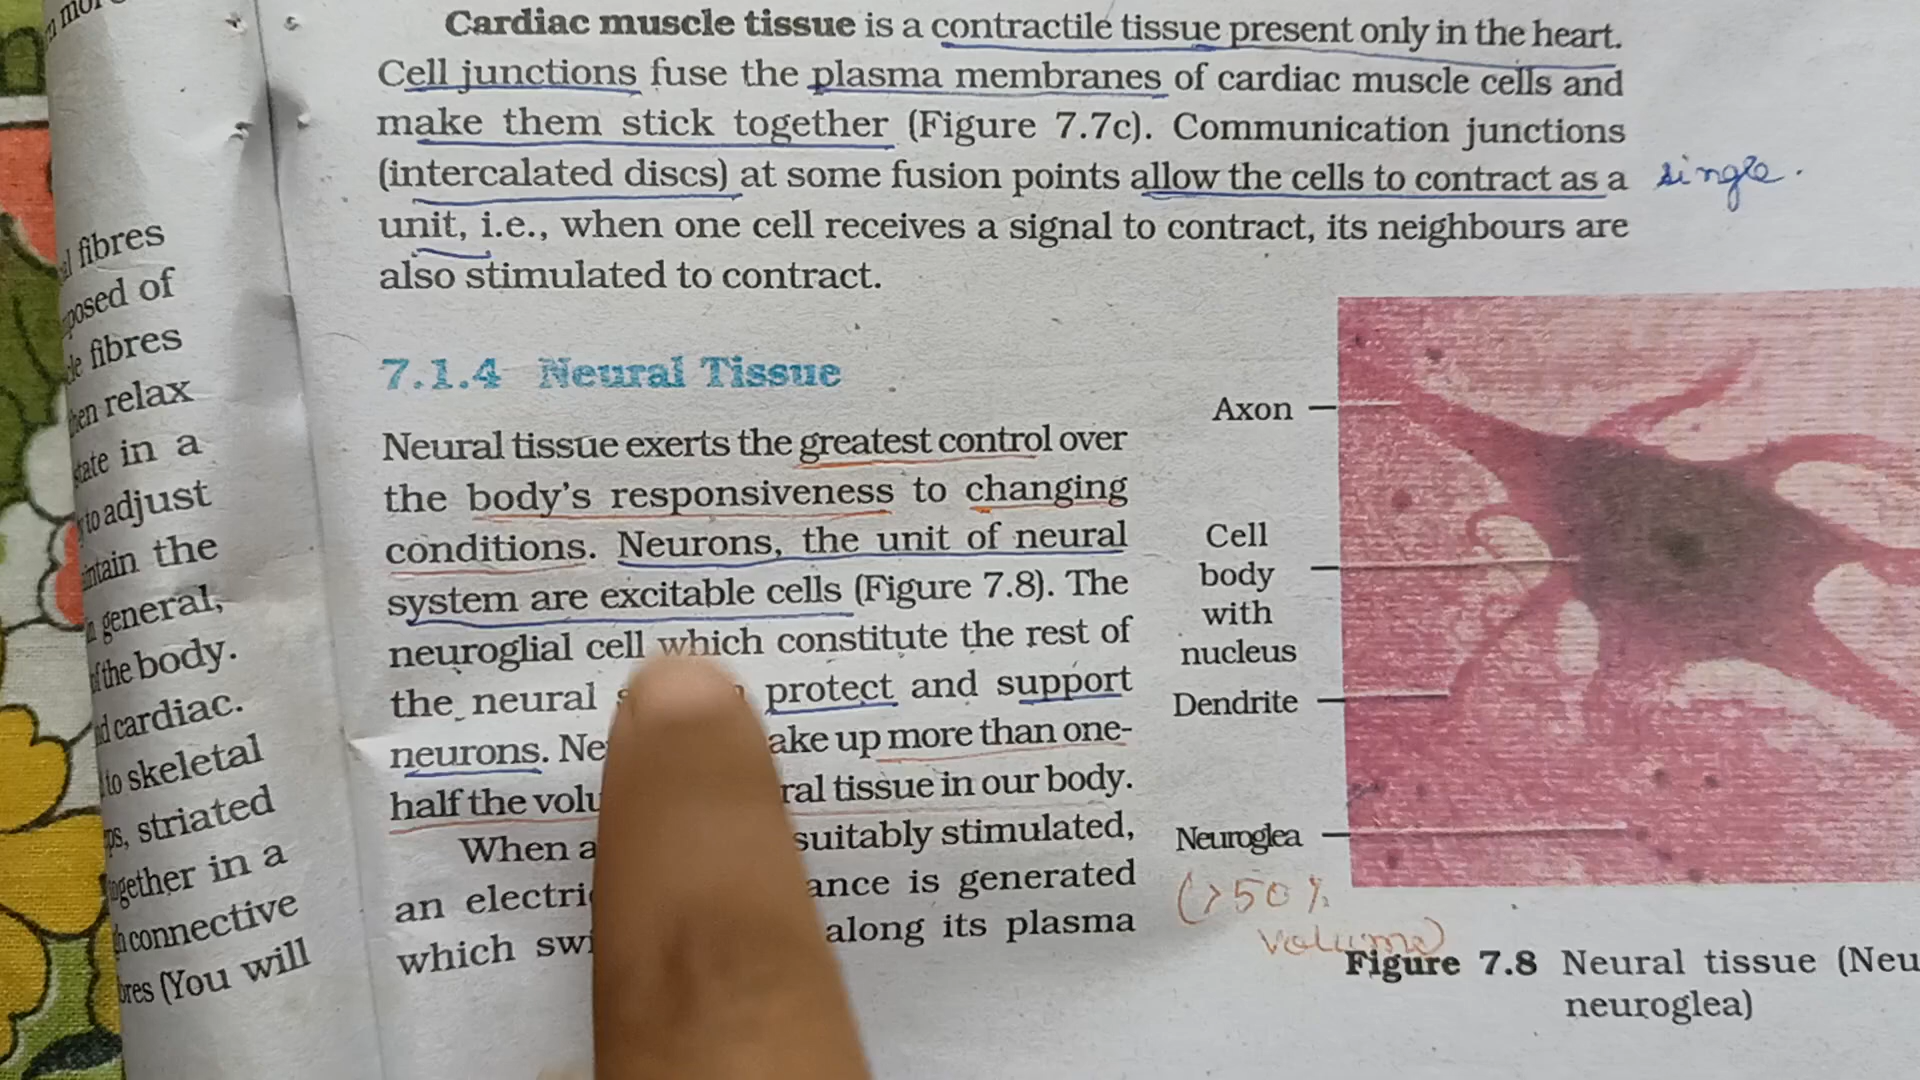 Cardiac muscle tissue is a contractile tissue present only in the heart.
Cell junctions fuse the plasma membranes of cardiac muscle cells and
make them stick together (Figure 7.7c). Communication junctions
(intercalated discs) at some fusion points allow the cells to contract as a single.
unit, i.e., when one cell receives a signal to contract, its neighbours are
also stimulated to contract.
7.1.4 Neural Tissue
Neural tissue exerts the greatest control over
the body's responsiveness to changing
conditions. Neurons, the unit of neural
system are excitable cells (Figure 7.8). The
neuroglial cell which constitute the rest of
the neural protect and support
neurons. Ne ake up more than one-
half the volu ral tissue in our body.
When a suitably stimulated,
an electri ance is generated
which swi along its plasma
Axon
Cell
body
with
nucleus
Dendrite
Neuroglea
(>50%
volume)
Figure 7.8 Neural tissue (Neu
neuroglea)
fibres
posed of
fibres
relax
in a
to adjust
the
general,
the body.
cardiac.
to skeletal
striated
ogether in a
connective
res (You will